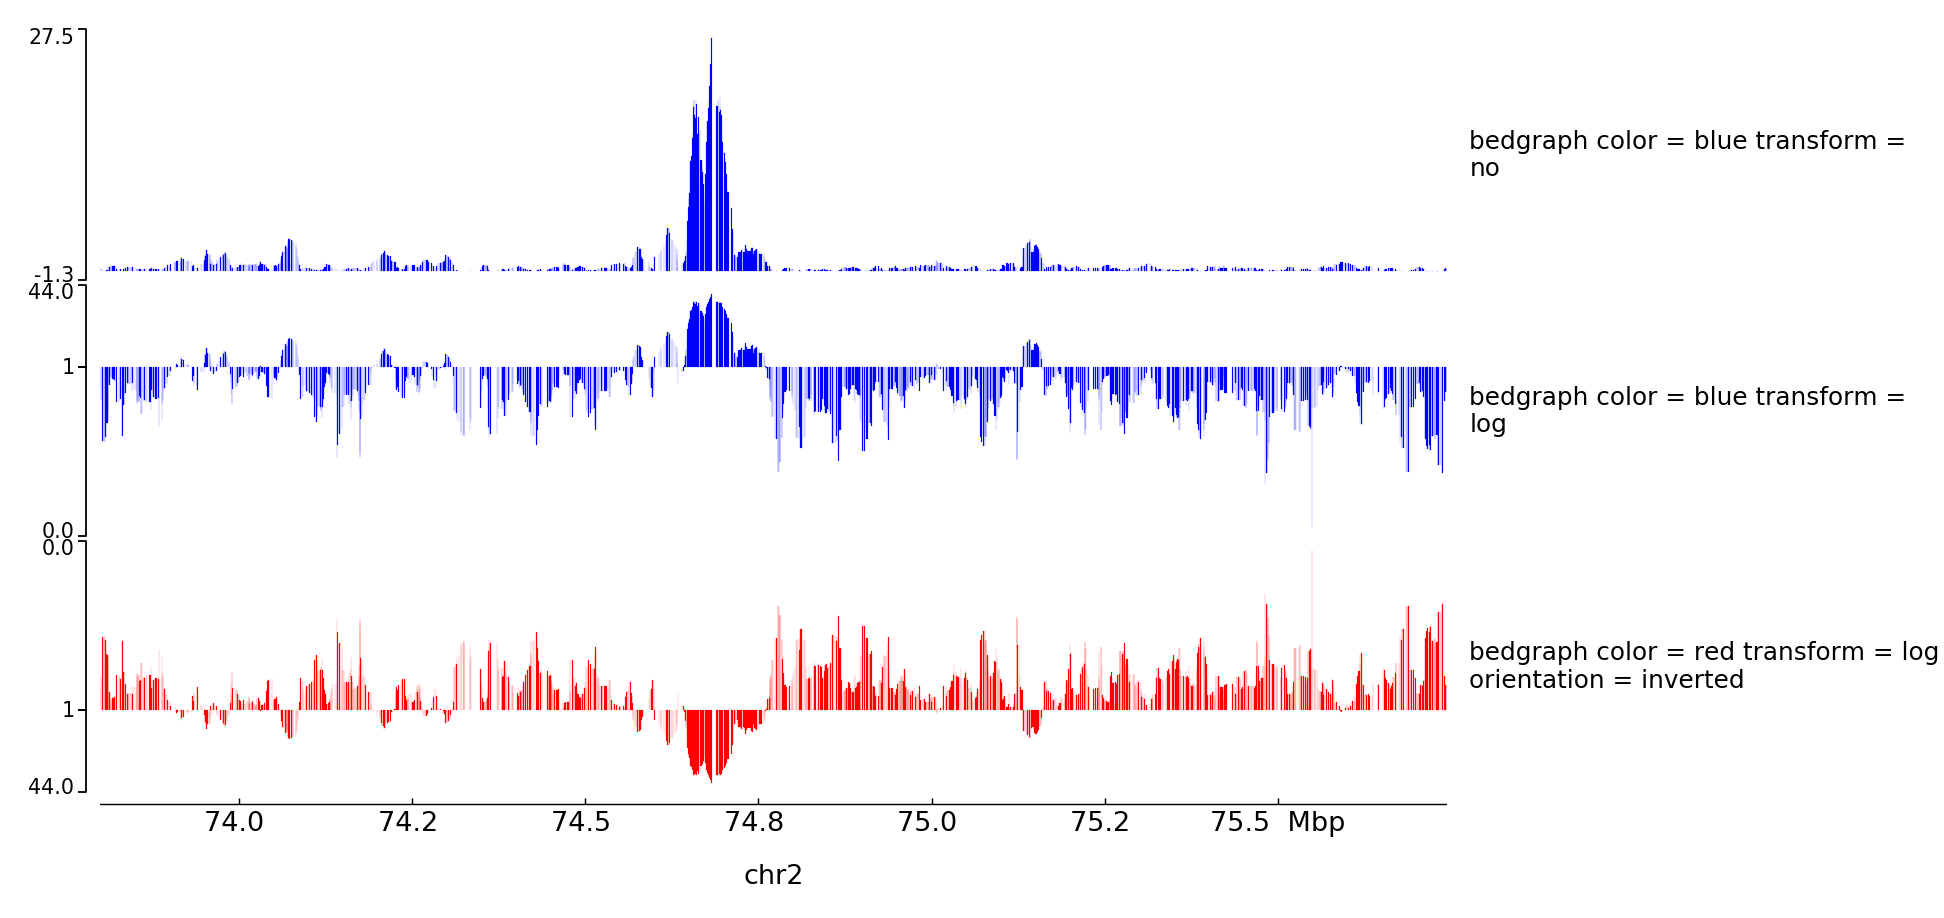 27.5
bedgraph color = blue transform =
no
-1.3
44.0
1
bedgraph color = blue transform =
log
0.0
0.0
bedgraph color = red transform = log
orientation = inverted
1
44.0
74.0 74.2 74.5 74.8 75.0 75.2 75.5 Mbp
chr2